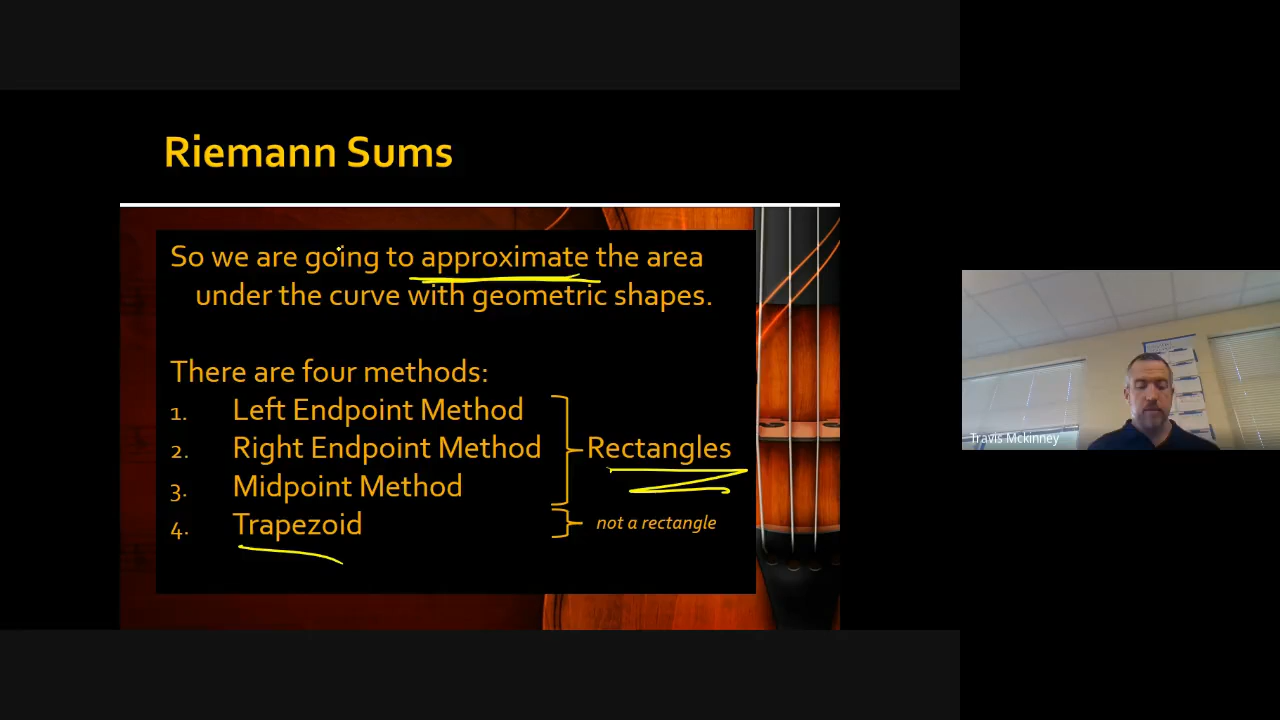 Riemann Sums
So we are going to approximate the area
under the curve with geometric shapes.
There are four methods:
1. Left Endpoint Method
2. Right Endpoint Method
3. Midpoint Method
4. Trapezoid
Rectangles
not a rectangle
Travis Mckinney